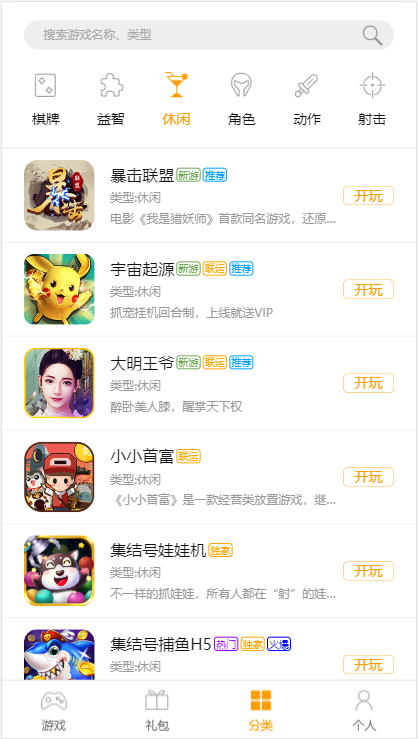 搜索游戏名称、类型
棋牌 益智 休闲 角色 动作 射击
暴击联盟 新游 推荐
类型:休闲
开玩
电影《我是猎妖师》首款同名游戏，还原...
宇宙起源 新游 联运 推荐
类型:休闲
开玩
抓宠挂机回合制，上线就送VIP
大明王爷 新游 联运 推荐
类型:休闲
开玩
醉卧美人膝，醒掌天下权
小小首富 联运
类型:休闲
开玩
《小小首富》是一款经营类放置游戏，继...
集结号娃娃机 独家
类型:休闲
开玩
不一样的抓娃娃，所有人都在“射”的娃...
集结号捕鱼H5 热门 独家 火爆
类型:休闲
开玩
游戏 礼包 分类 个人